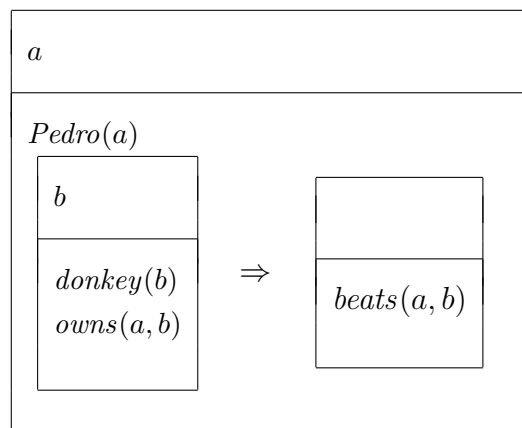 a
Pedro(a)
b
donkey(b)
owns(a, b)
⇒
beats(a, b)